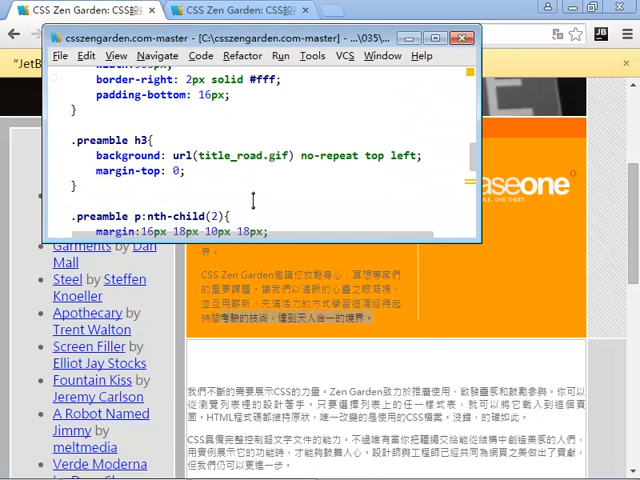 CSS Zen Garden: CSS設
CSS Zen Garden: CSS設
"JetB
JB
csszengarden.com-master - [C:\csszengarden.com-master] - ...\035\...
File Edit View Navigate Code Refactor Run Tools VCS Window Help
border-right: 2px solid #fff;
padding-bottom: 16px;
}
.preamble h3{
background: url(title_road.gif) no-repeat top left;
margin-top: 0;
}
.preamble p:nth-child(2){
margin:16px 18px 10px 18px;
aseone
Garments by Dan
Mall
Steel by Steffen
Knoeller
Apothecary by
Trent Walton
Screen Filler by
Elliot Jay Stocks
Fountain Kiss by
Jeremy Carlson
A Robot Named
Jimmy by
meltmedia
Verde Moderna
界。
CSS Zen Garden邀請您放鬆身心，冥想專家們
的重要課題。讓我們以清晰的心靈之眼凝視，
並且用嶄新、充滿活力的方式學習這項經得起
時間考驗的技術，達到天人合一的境界。
我們不斷的需要展示CSS的力量。Zen Garden致力於推廣使用、啟發靈感和鼓勵參與。你可以
從瀏覽列表裡的設計著手。只要選擇列表上的任一樣式表，就可以將它載入到這個頁
面。HTML程式碼都維持原狀，唯一改變的是使用的CSS檔案。沒錯，的確如此。
CSS具備完整控制超文字文件的能力。不過唯有當你把韁繩交給能從結構中創造美感的人們，
用實例展示它的功能時，才能夠鼓舞人心。設計師與工程師已經共同為網頁之美做出了貢獻，
但我們仍可以更進一步。